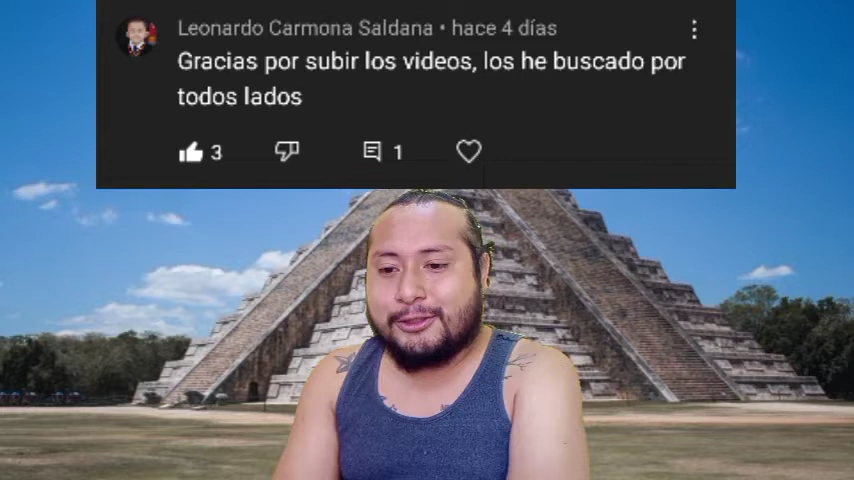 Leonardo Carmona Saldana • hace 4 días
Gracias por subir los videos, los he buscado por
todos lados
3 1